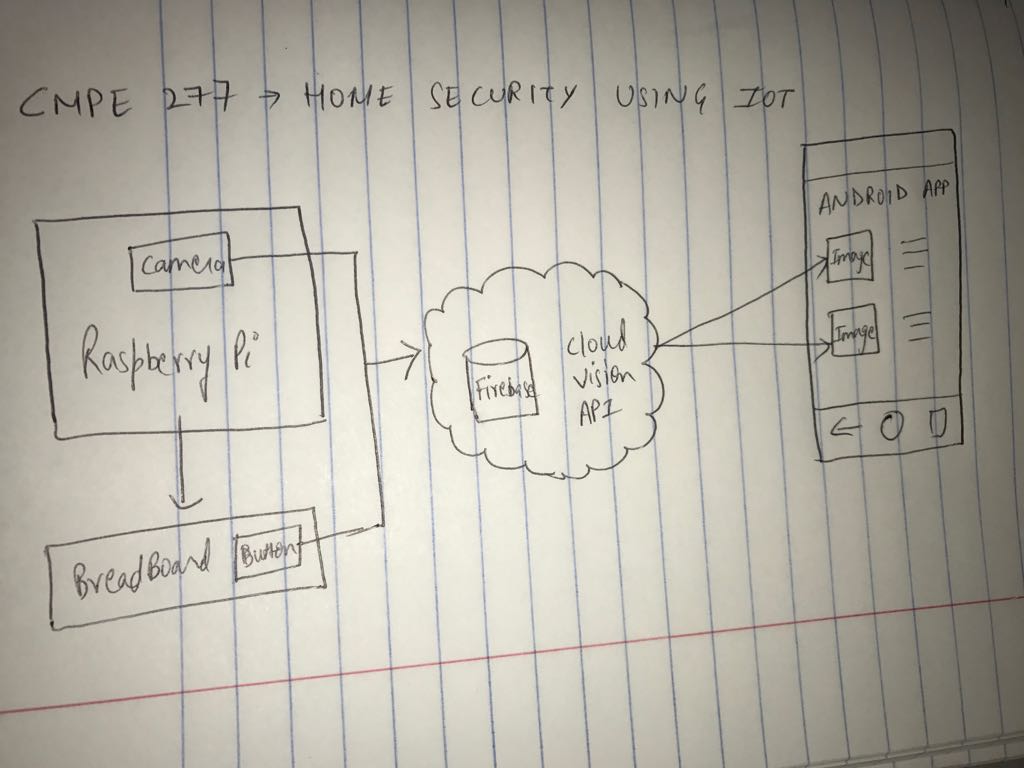 CMPE 277 → HOME SECURITY USING IOT
Camera
Raspberry Pi
BreadBoard
Button
Firebase
Cloud
Vision
API
ANDROID APP
Image
Image